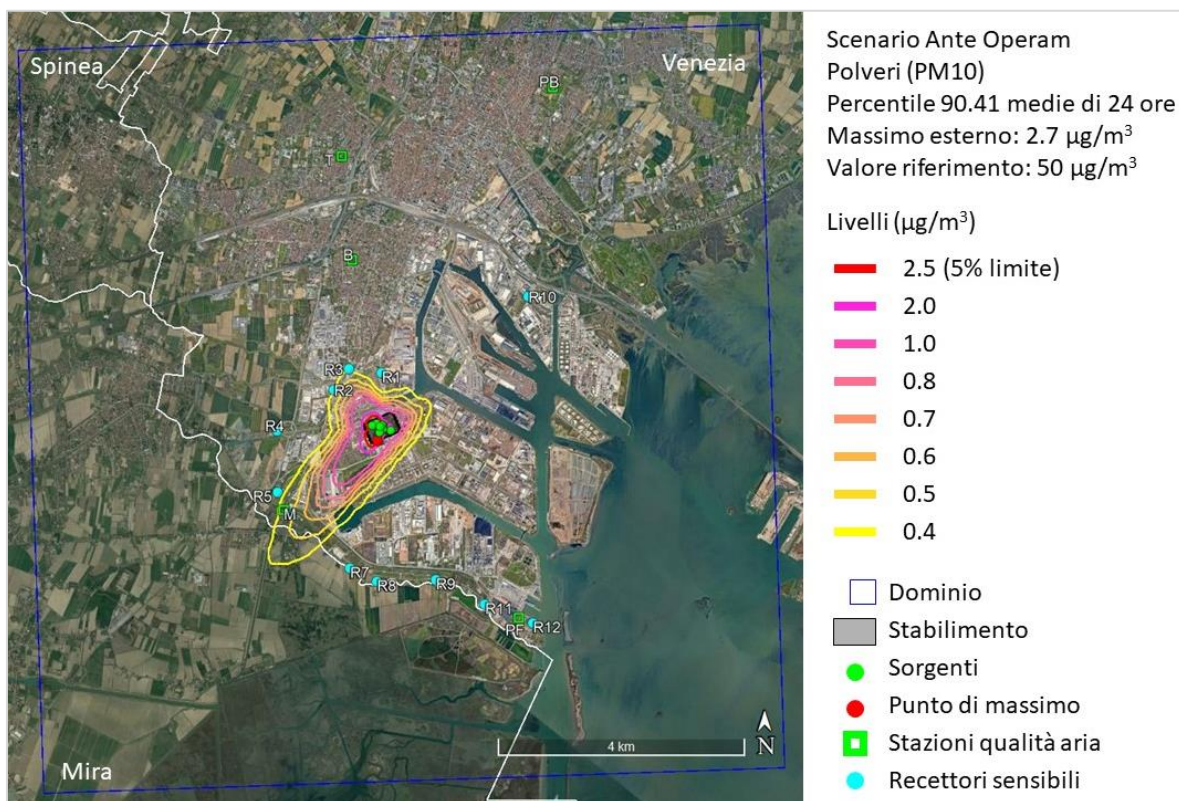 Spinea
Venezia
PB
T
B
R10
R3
R1
R2
R4
R5
M
R7
R8
R9
R11
PF
R12
4 km
N
Mira
Scenario Ante Operam
Polveri (PM10)
Percentile 90.41 medie di 24 ore
Massimo esterno: 2.7 µg/m³
Valore riferimento: 50 µg/m³
Livelli (µg/m³)
2.5 (5% limite)
2.0
1.0
0.8
0.7
0.6
0.5
0.4
Dominio
Stabilimento
Sorgenti
Punto di massimo
Stazioni qualità aria
Recettori sensibili